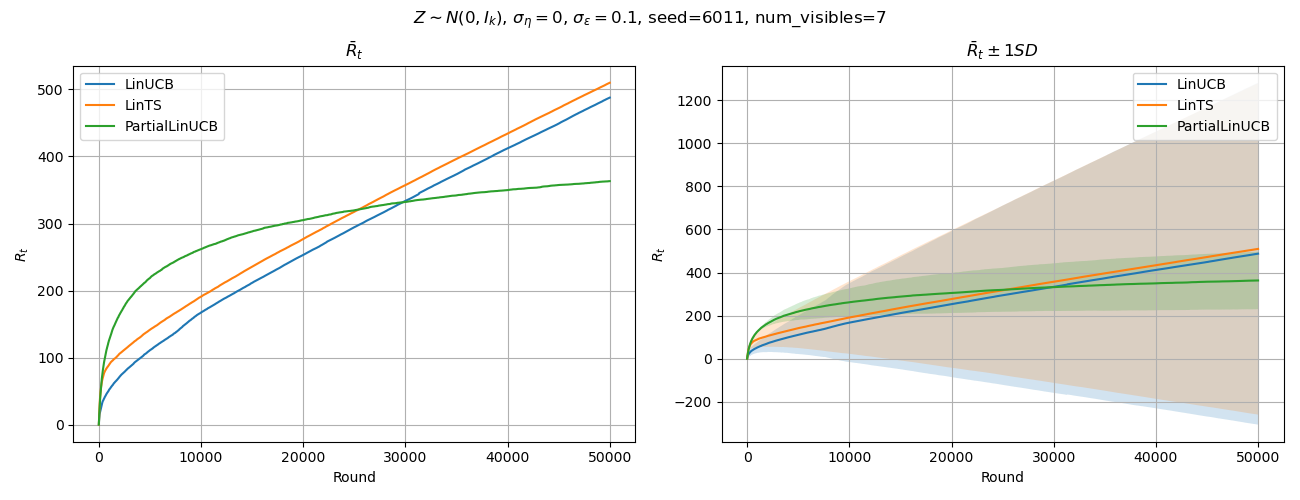 Z ∼ N(0, I_k), σ_η = 0, σ_ε = 0.1, seed=6011, num_visibles=7
R̄_t
LinUCB
LinTS
PartialLinUCB
R_t
500
400
300
200
100
0
0 10000 20000 30000 40000 50000
Round
R̄_t ± 1SD
LinUCB
LinTS
PartialLinUCB
R_t
1200
1000
800
600
400
200
0
−200
0 10000 20000 30000 40000 50000
Round